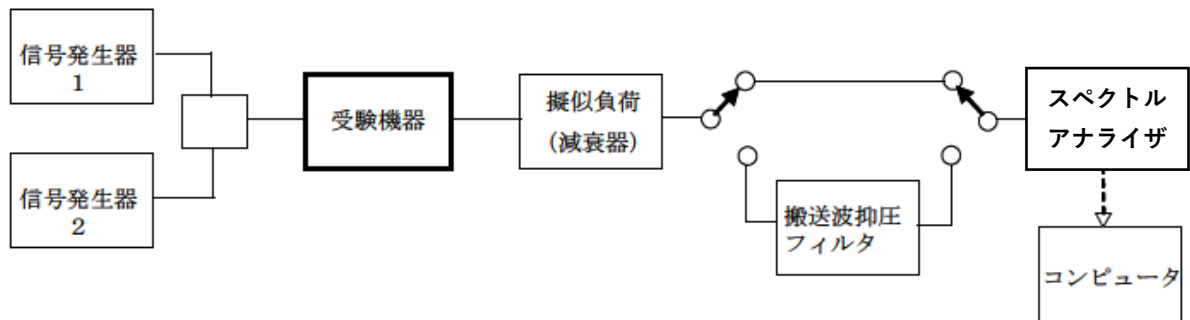 信号発生器
1
信号発生器
2
受験機器
擬似負荷
(減衰器)
搬送波抑圧
フィルタ
スペクトル
アナライザ
コンピュータ